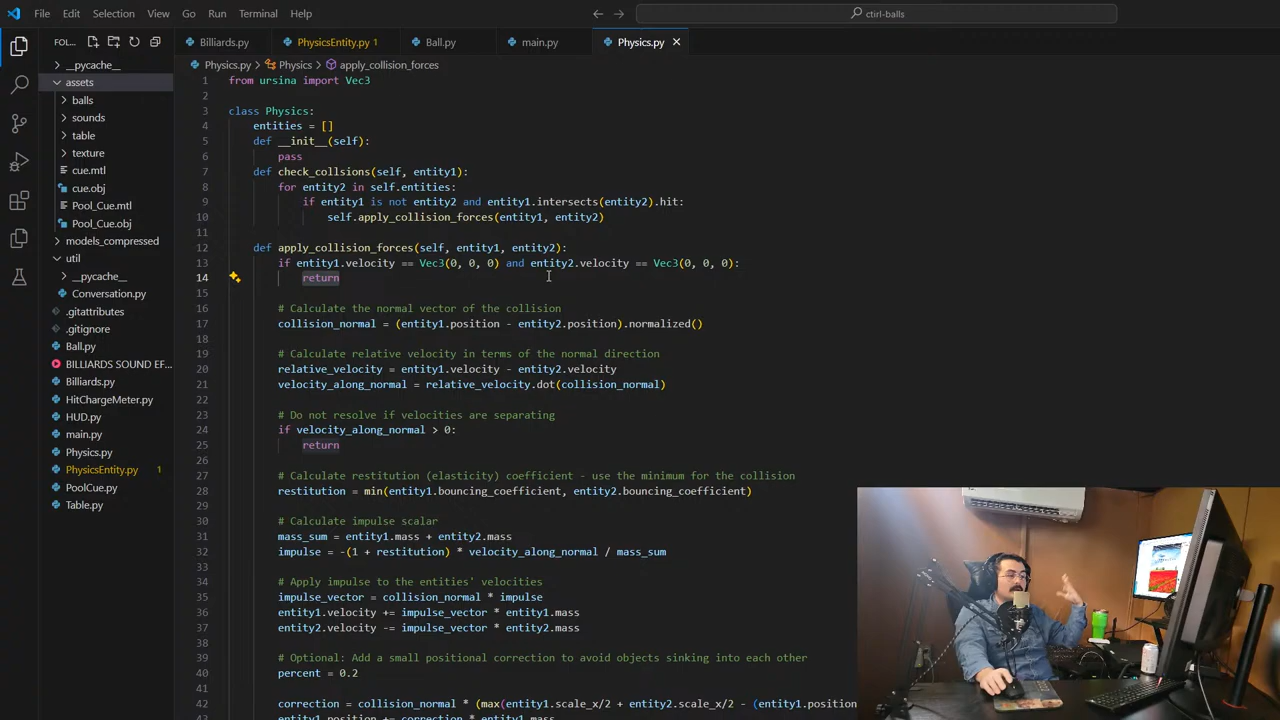 File Edit Selection View Go Run Terminal Help
ctirl-balls
FOL...
Billiards.py
PhysicsEntity.py 1
Ball.py
main.py
Physics.py
Physics.py > Physics > apply_collision_forces
__pycache__
assets
balls
sounds
table
texture
cue.mtl
cue.obj
Pool_Cue.mtl
Pool_Cue.obj
models_compressed
util
__pycache__
Conversation.py
.gitattributes
.gitignore
Ball.py
BILLIARDS SOUND EF...
Billiards.py
HitChargeMeter.py
HUD.py
main.py
Physics.py
PhysicsEntity.py 1
PoolCue.py
Table.py
1 from ursina import Vec3
2
3 class Physics:
4 entities = []
5 def __init__(self):
6 pass
7 def check_collsions(self, entity1):
8 for entity2 in self.entities:
9 if entity1 is not entity2 and entity1.intersects(entity2).hit:
10 self.apply_collision_forces(entity1, entity2)
11
12 def apply_collision_forces(self, entity1, entity2):
13 if entity1.velocity == Vec3(0, 0, 0) and entity2.velocity == Vec3(0, 0, 0):
14 return
15
16 # Calculate the normal vector of the collision
17 collision_normal = (entity1.position - entity2.position).normalized()
18
19 # Calculate relative velocity in terms of the normal direction
20 relative_velocity = entity1.velocity - entity2.velocity
21 velocity_along_normal = relative_velocity.dot(collision_normal)
22
23 # Do not resolve if velocities are separating
24 if velocity_along_normal > 0:
25 return
26
27 # Calculate restitution (elasticity) coefficient - use the minimum for the collision
28 restitution = min(entity1.bouncing_coefficient, entity2.bouncing_coefficient)
29
30 # Calculate impulse scalar
31 mass_sum = entity1.mass + entity2.mass
32 impulse = -(1 + restitution) * velocity_along_normal / mass_sum
33
34 # Apply impulse to the entities' velocities
35 impulse_vector = collision_normal * impulse
36 entity1.velocity += impulse_vector * entity1.mass
37 entity2.velocity -= impulse_vector * entity2.mass
38
39 # Optional: Add a small positional correction to avoid objects sinking into each other
40 percent = 0.2
41
42 correction = collision_normal * (max(entity1.scale_x/2 + entity2.scale_x/2 - (entity1.position
43 entity1.position += correction * entity1.mass